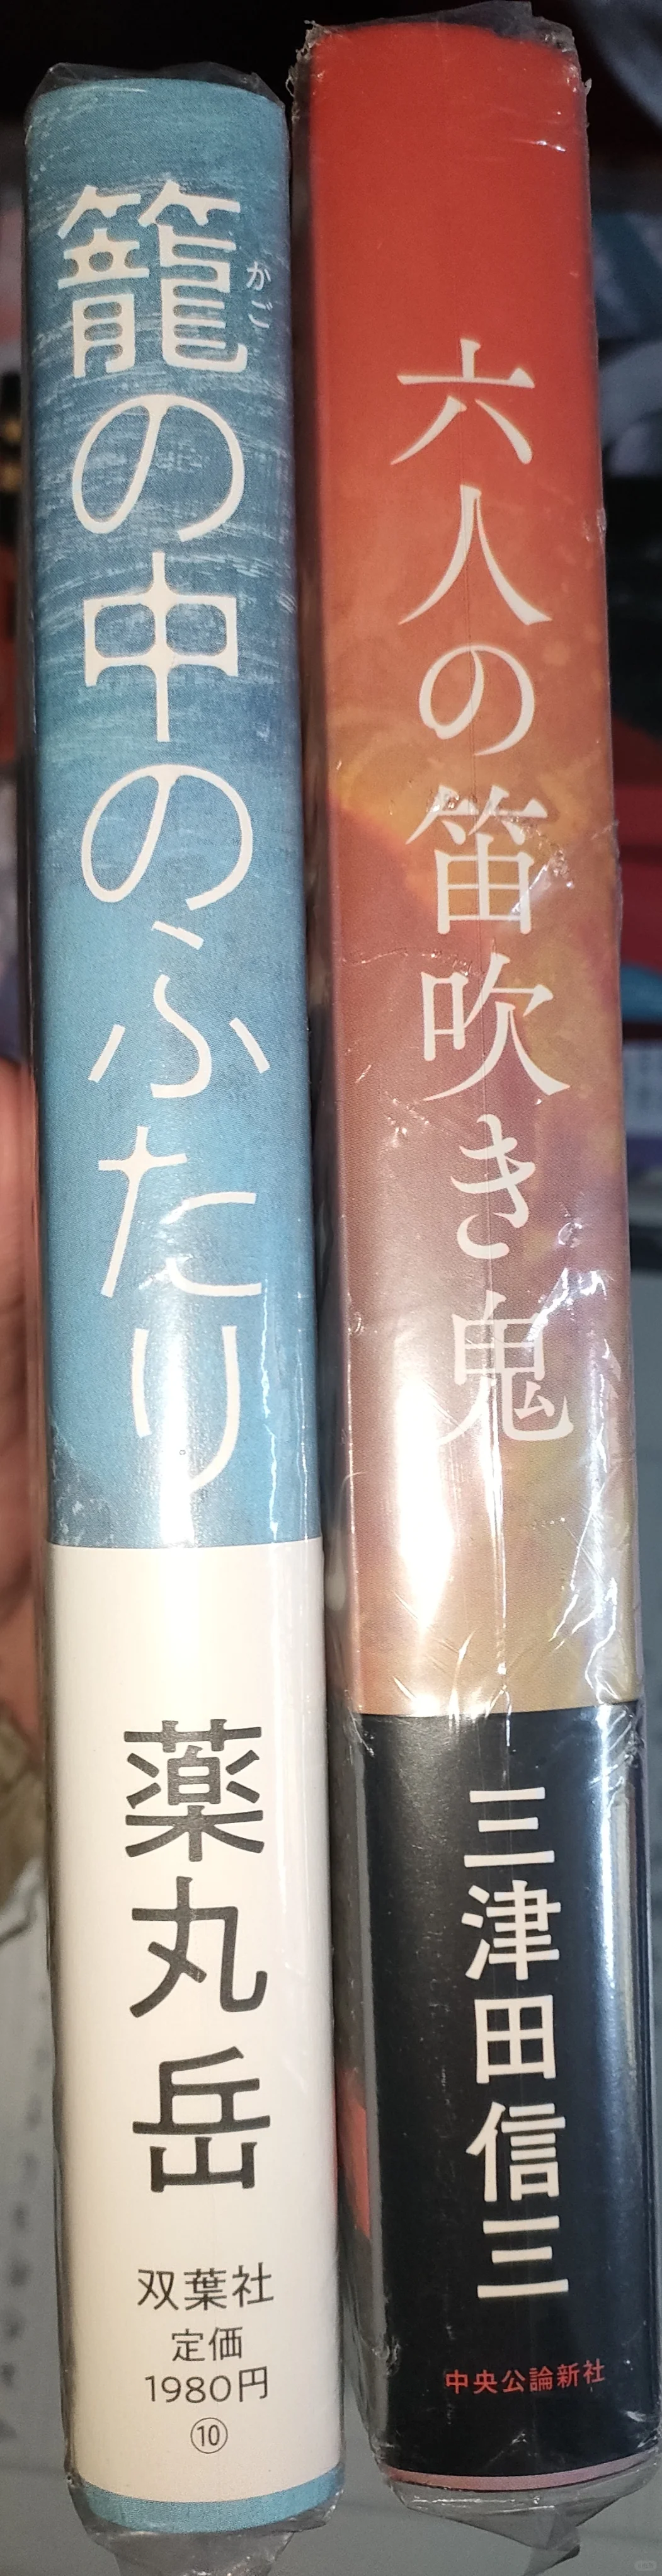 籠の中のふたり
かご
薬丸岳
双葉社
定価
1980円
⑩
六人の笛吹き鬼
三津田信三
中央公論新社